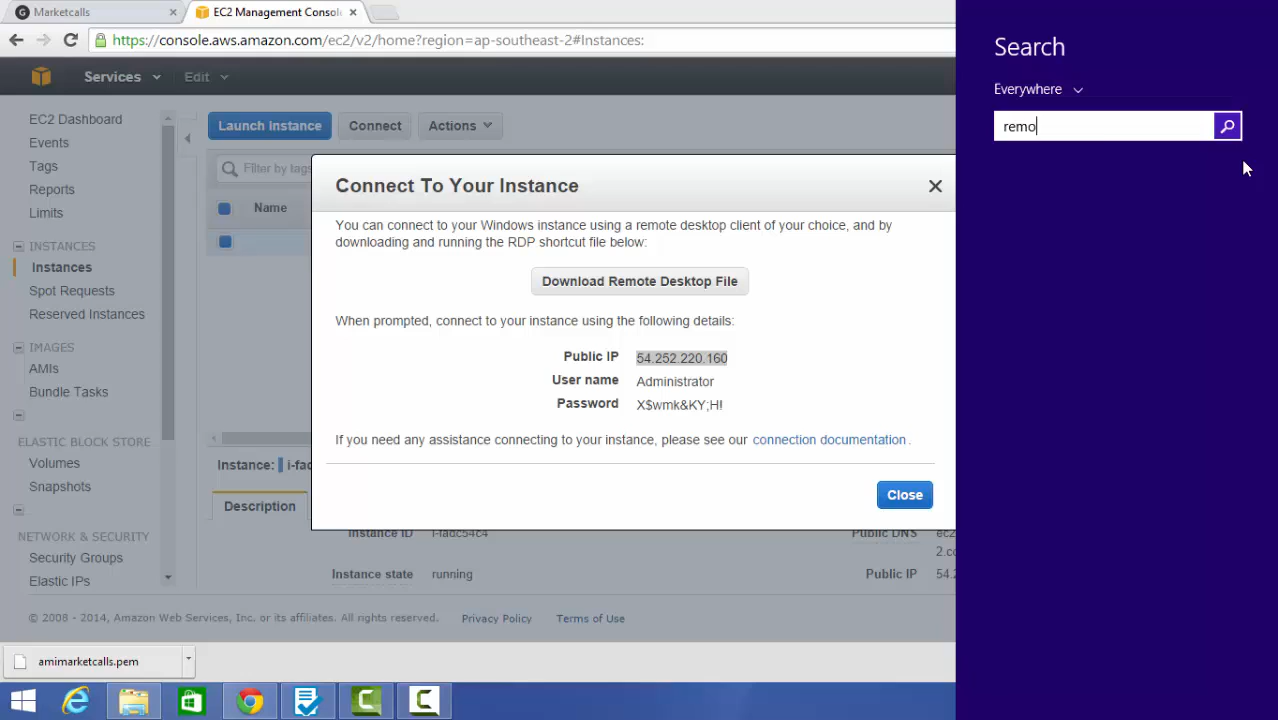 Marketcalls
EC2 Management Consol
https://console.aws.amazon.com/ec2/v2/home?region=ap-southeast-2#Instances:
Services
Edit
Search
Everywhere
remo
EC2 Dashboard
Events
Tags
Reports
Limits
INSTANCES
Instances
Spot Requests
Reserved Instances
IMAGES
AMIs
Bundle Tasks
ELASTIC BLOCK STORE
Volumes
Snapshots
NETWORK & SECURITY
Security Groups
Elastic IPs
Launch Instance
Connect
Actions
Filter by tags
Name
Connect To Your Instance
You can connect to your Windows instance using a remote desktop client of your choice, and by
downloading and running the RDP shortcut file below:
Download Remote Desktop File
When prompted, connect to your instance using the following details:
Public IP 54.252.220.160
User name Administrator
Password X$wmk&KY;H!
If you need any assistance connecting to your instance, please see our connection documentation.
Close
Instance: i-fadc
Description
Instance ID i-fadc54c4 Public DNS ec2
2.co
Instance state running Public IP 54.2
© 2008 - 2014, Amazon Web Services, Inc. or its affiliates. All rights reserved. Privacy Policy Terms of Use
amimarketcalls.pem